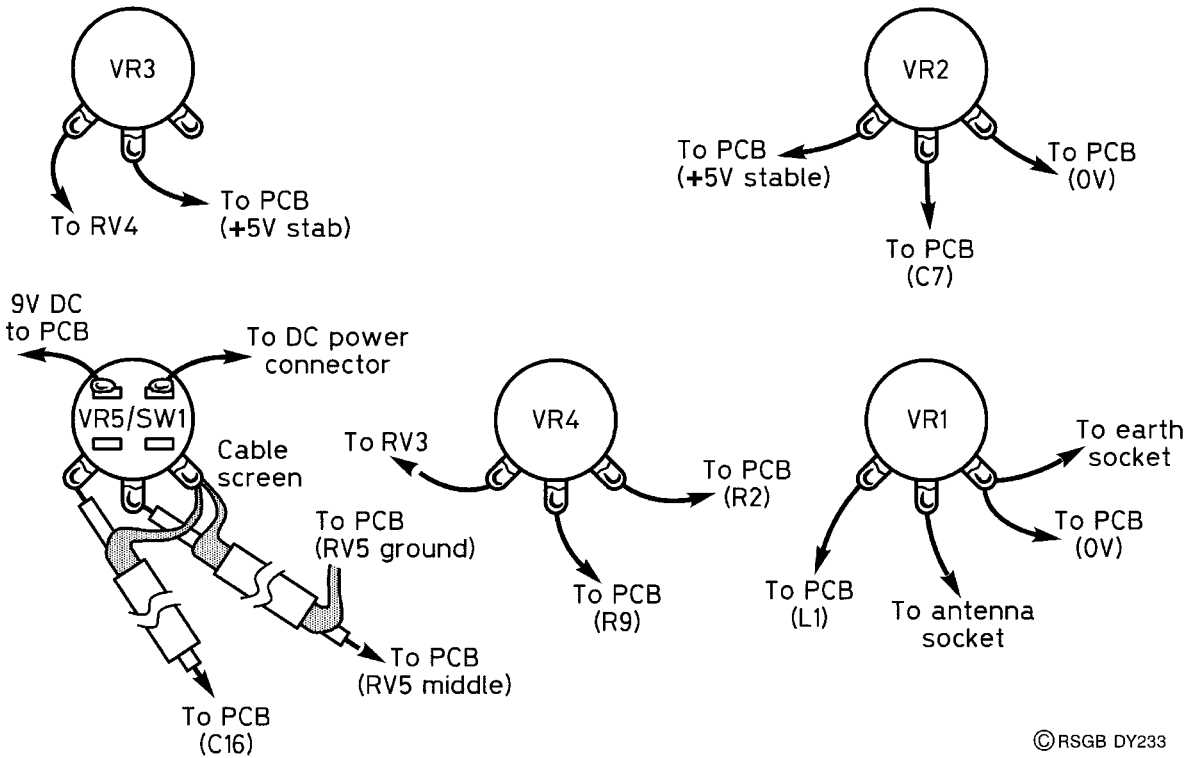 VR3
To RV4
To PCB
(+5V stab)
VR2
To PCB
(+5V stable)
To PCB
(C7)
To PCB
(0V)
9V DC
to PCB
To DC power
connector
VR5/SW1
Cable
screen
To PCB
(RV5 ground)
To PCB
(RV5 middle)
To PCB
(C16)
VR4
To RV3
To PCB
(R2)
To PCB
(R9)
VR1
To earth
socket
To PCB
(0V)
To PCB
(L1)
To antenna
socket
©RSGB DY233